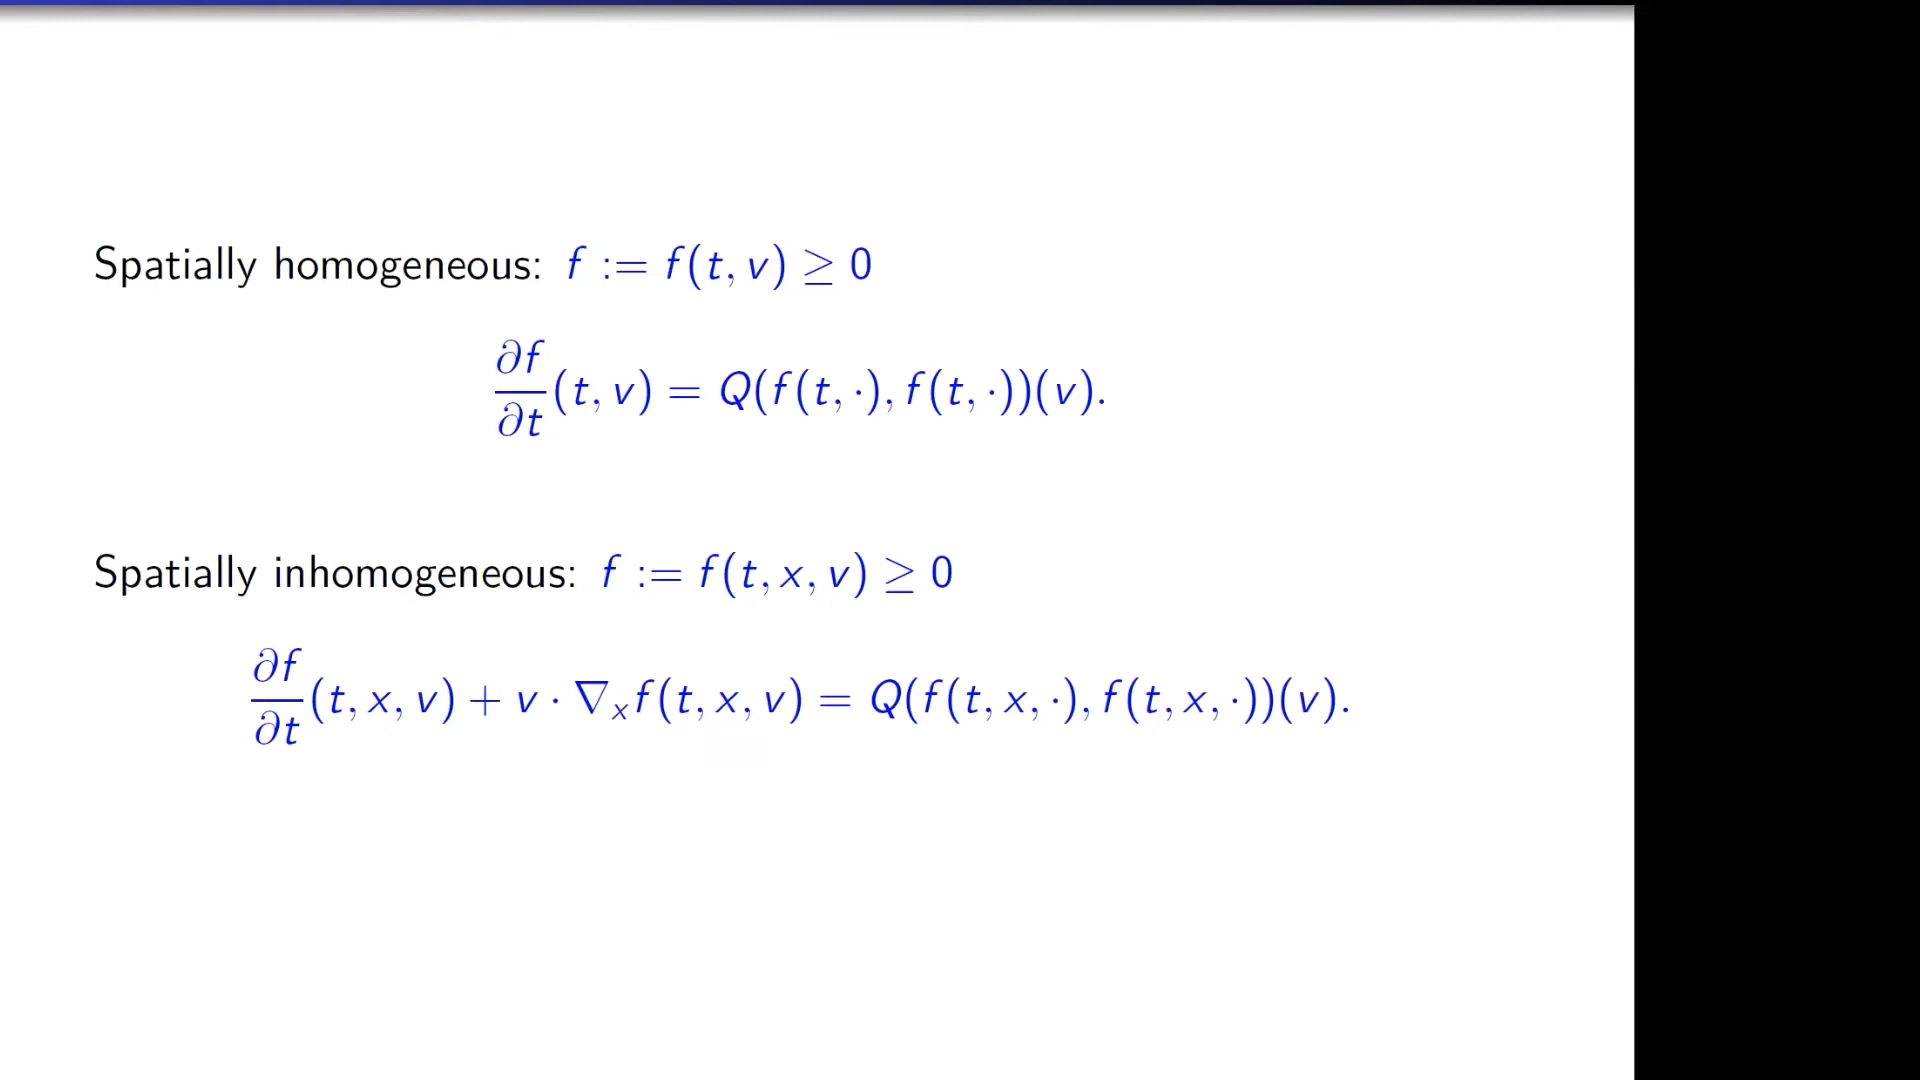 Spatially homogeneous: f := f(t, v) ≥ 0
∂f/∂t (t, v) = Q(f(t, ·), f(t, ·))(v).
Spatially inhomogeneous: f := f(t, x, v) ≥ 0
∂f/∂t (t, x, v) + v · ∇ₓf(t, x, v) = Q(f(t, x, ·), f(t, x, ·))(v).